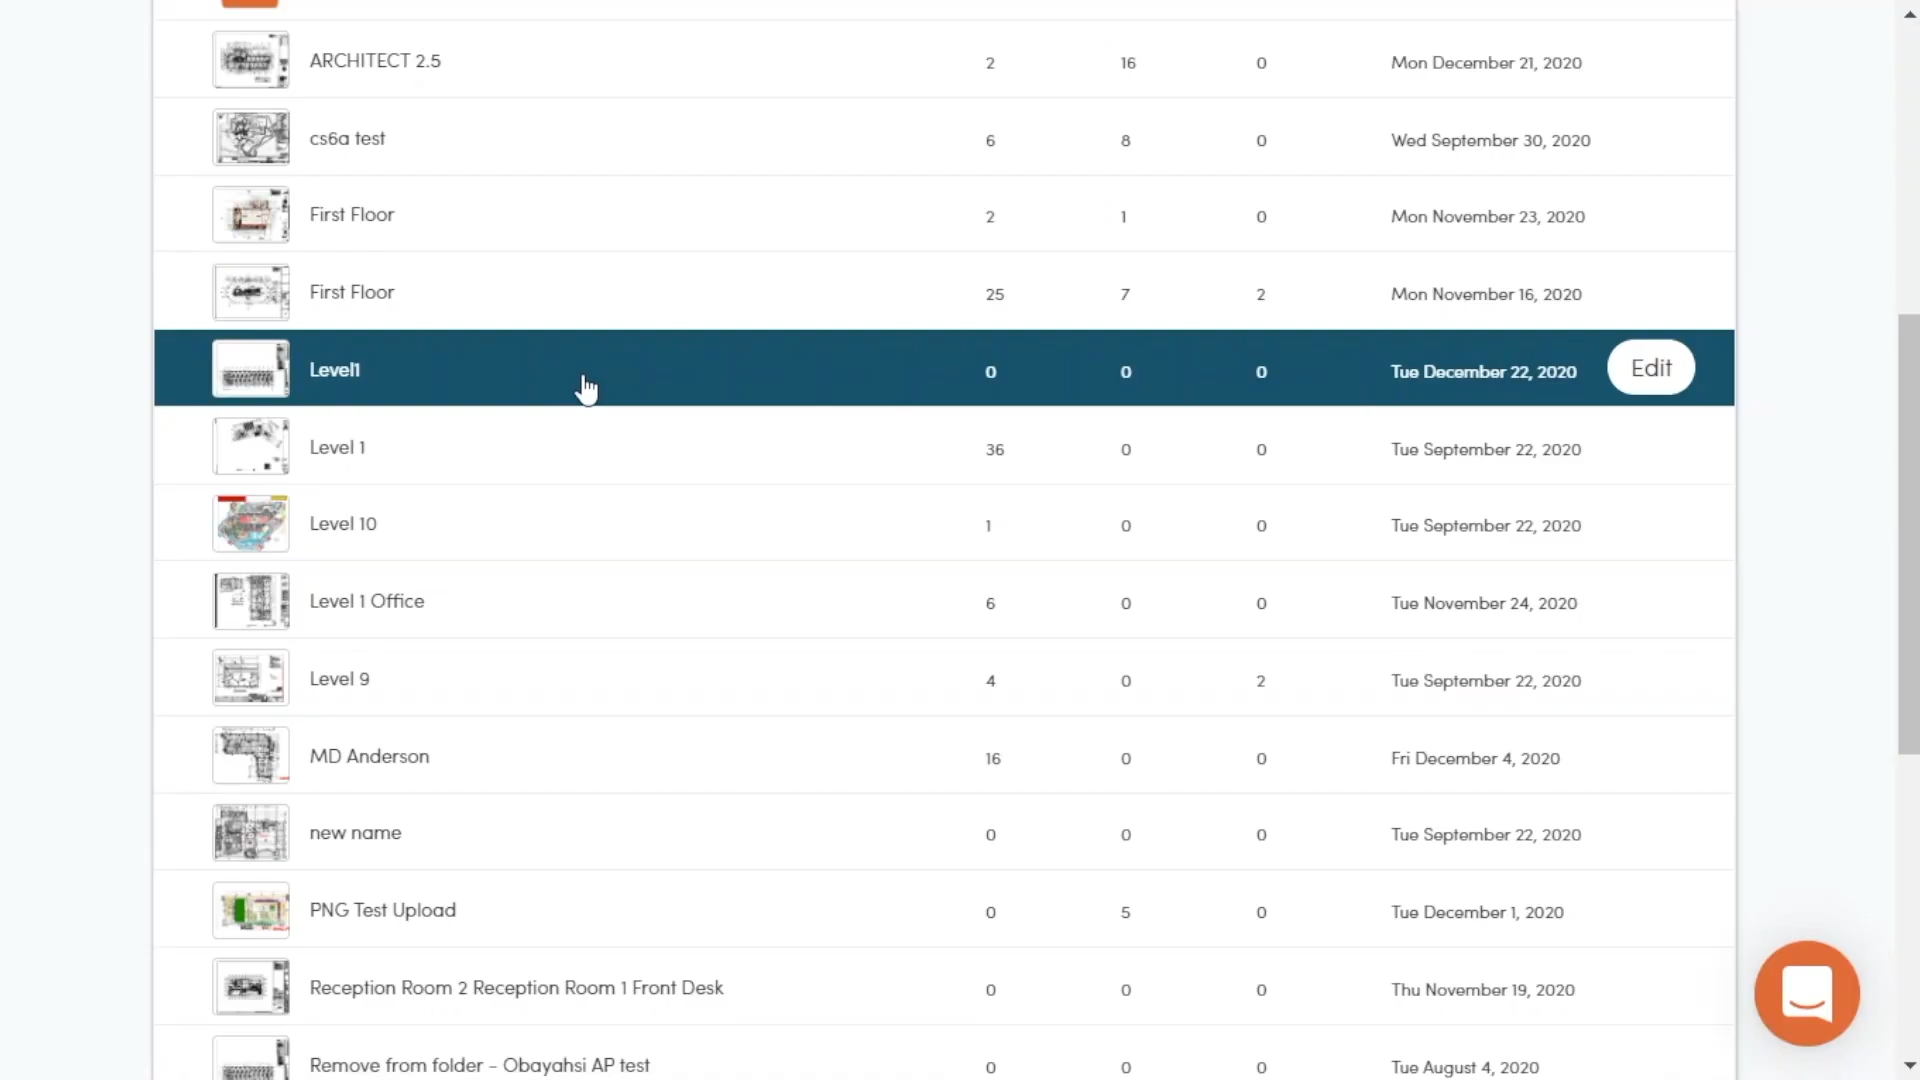 ARCHITECT 2.5 2 16 0 Mon December 21, 2020
cs6a test 6 8 0 Wed September 30, 2020
First Floor 2 1 0 Mon November 23, 2020
First Floor 25 7 2 Mon November 16, 2020
Level1 0 0 0 Tue December 22, 2020 Edit
Level 1 36 0 0 Tue September 22, 2020
Level 10 1 0 0 Tue September 22, 2020
Level 1 Office 6 0 0 Tue November 24, 2020
Level 9 4 0 2 Tue September 22, 2020
MD Anderson 16 0 0 Fri December 4, 2020
new name 0 0 0 Tue September 22, 2020
PNG Test Upload 0 5 0 Tue December 1, 2020
Reception Room 2 Reception Room 1 Front Desk 0 0 0 Thu November 19, 2020
Remove from folder - Obayahsi AP test 0 0 0 Tue August 4, 2020